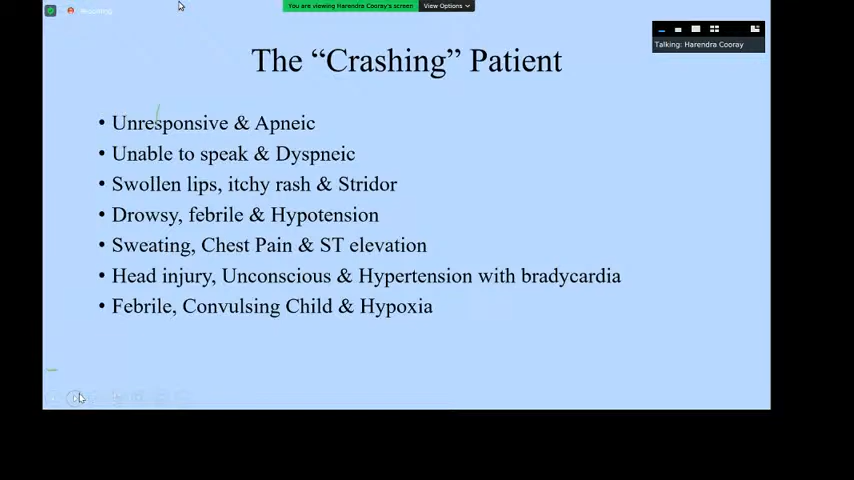 You are viewing Harendra Cooray's screen
View Options
Recording
Talking: Harendra Cooray
The “Crashing” Patient
• Unresponsive & Apneic
• Unable to speak & Dyspneic
• Swollen lips, itchy rash & Stridor
• Drowsy, febrile & Hypotension
• Sweating, Chest Pain & ST elevation
• Head injury, Unconscious & Hypertension with bradycardia
• Febrile, Convulsing Child & Hypoxia